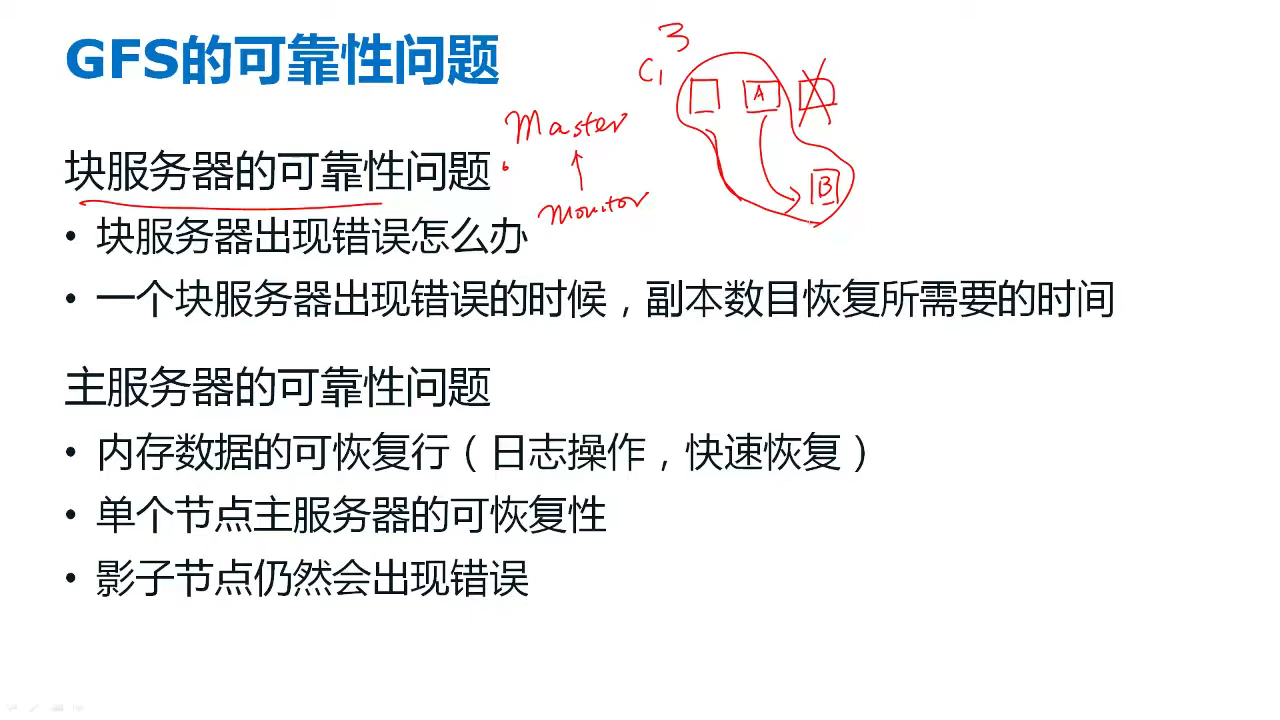 GFS的可靠性问题
3
C1
A
Master
B
Monitor
块服务器的可靠性问题
• 块服务器出现错误怎么办
• 一个块服务器出现错误的时候，副本数目恢复所需要的时间
主服务器的可靠性问题
• 内存数据的可恢复行（日志操作，快速恢复）
• 单个节点主服务器的可恢复性
• 影子节点仍然会出现错误